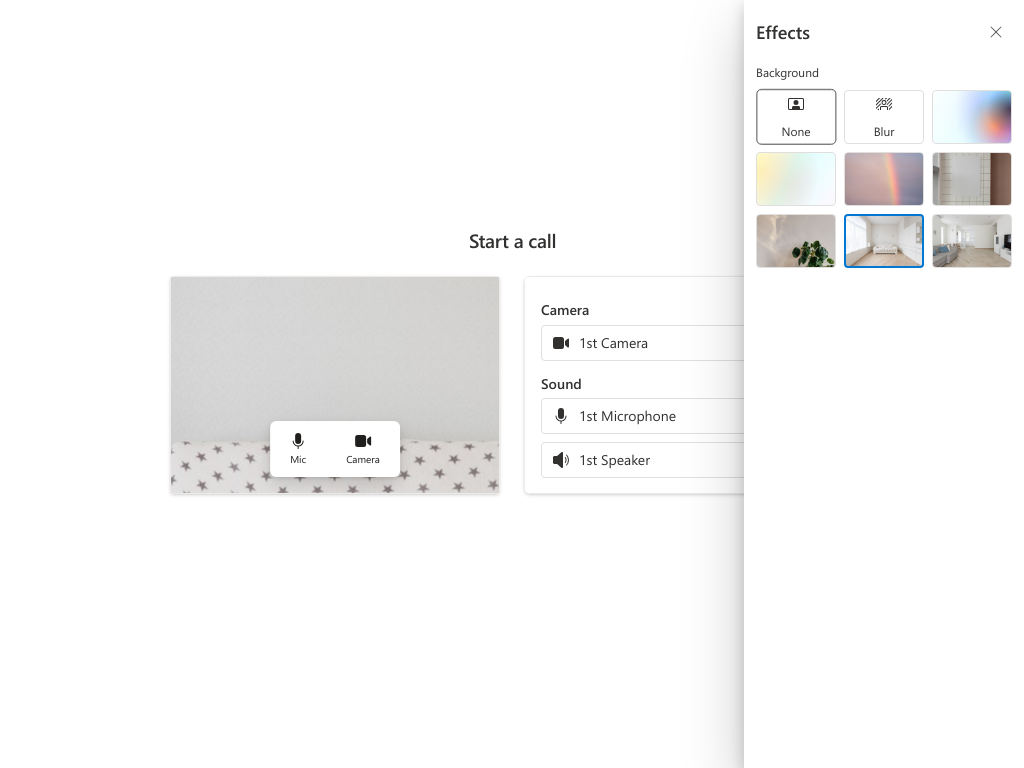 Effects
Background
None
Blur
Start a call
Mic
Camera
Camera
1st Camera
Sound
1st Microphone
1st Speaker